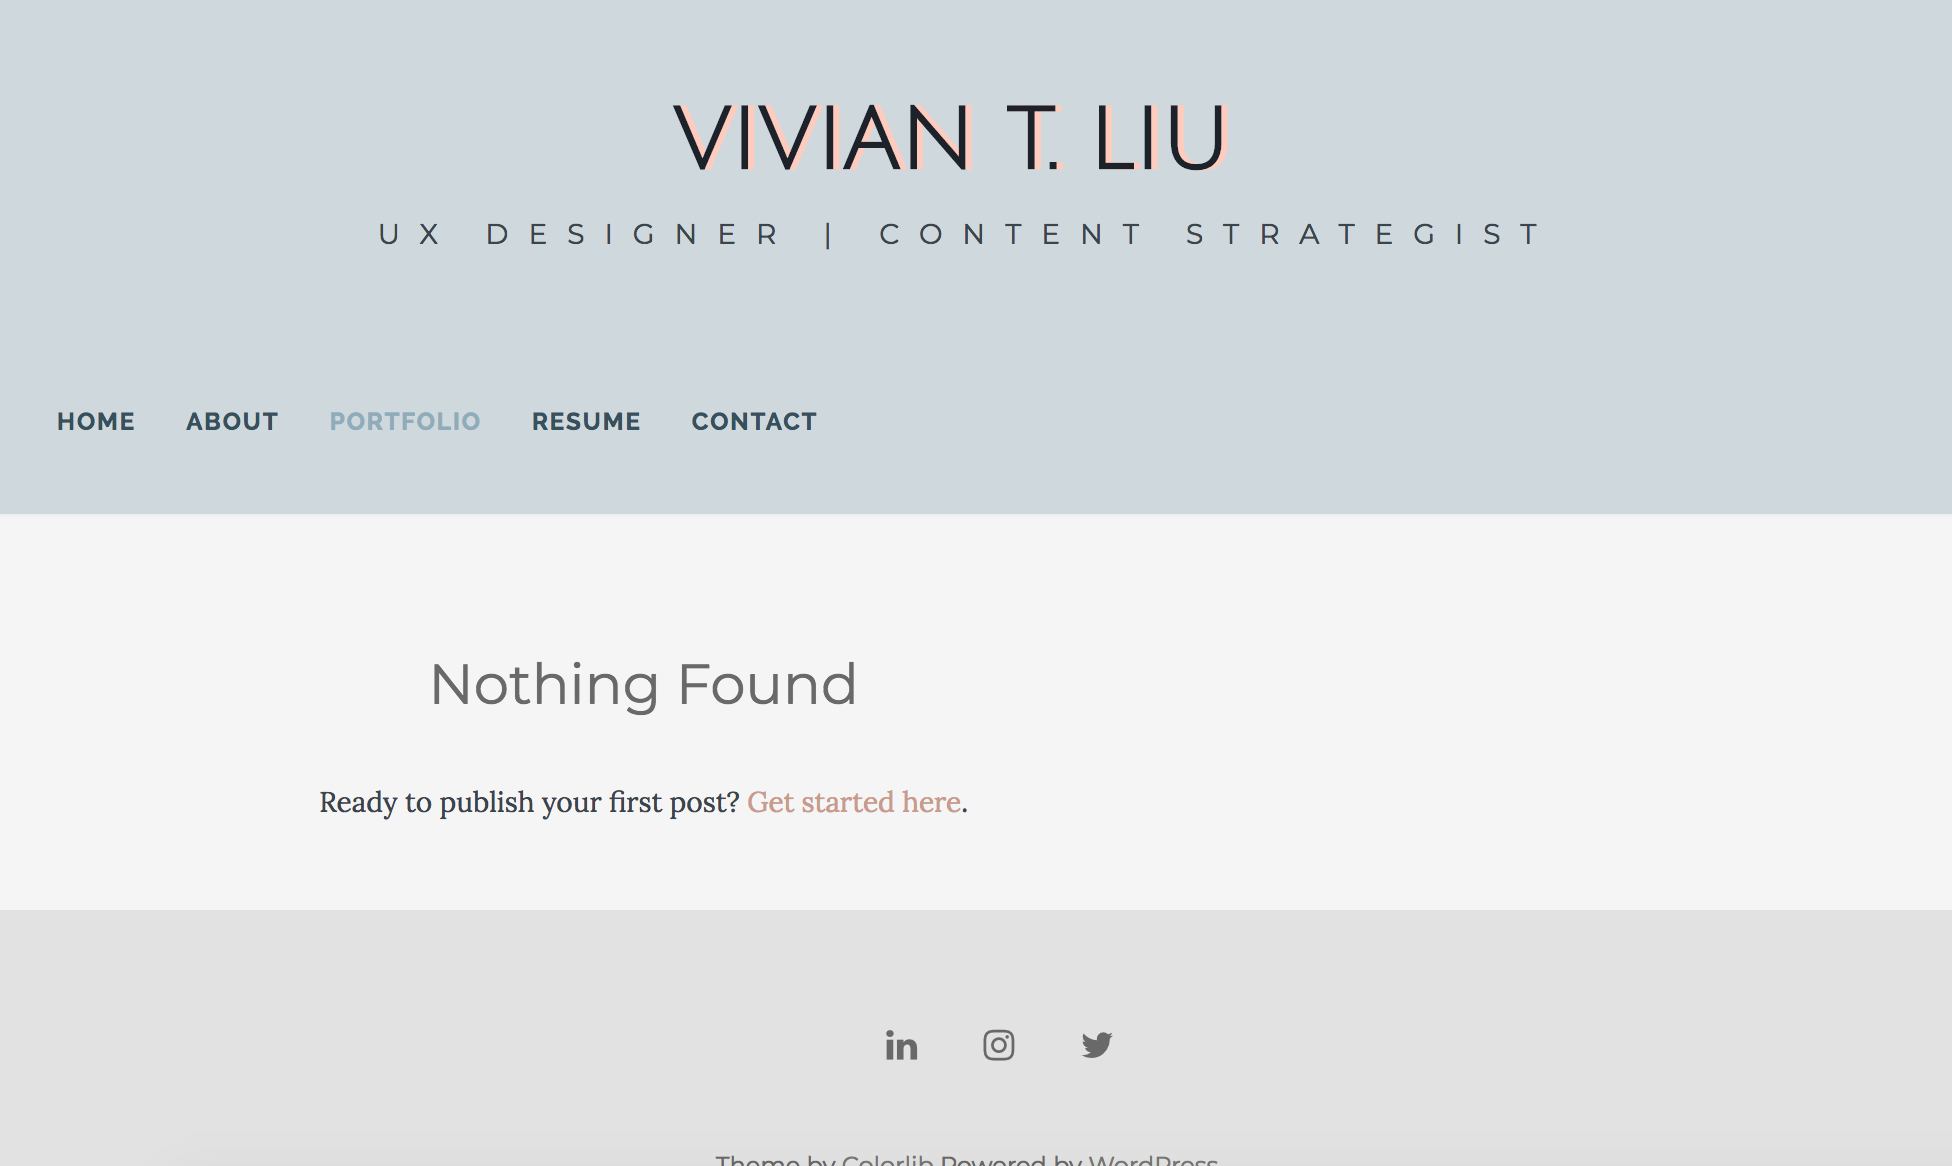 VIVIAN T. LIU
UX DESIGNER | CONTENT STRATEGIST
HOME ABOUT PORTFOLIO RESUME CONTACT
Nothing Found
Ready to publish your first post? Get started here.
in
Theme by Colorlib Powered by WordPress